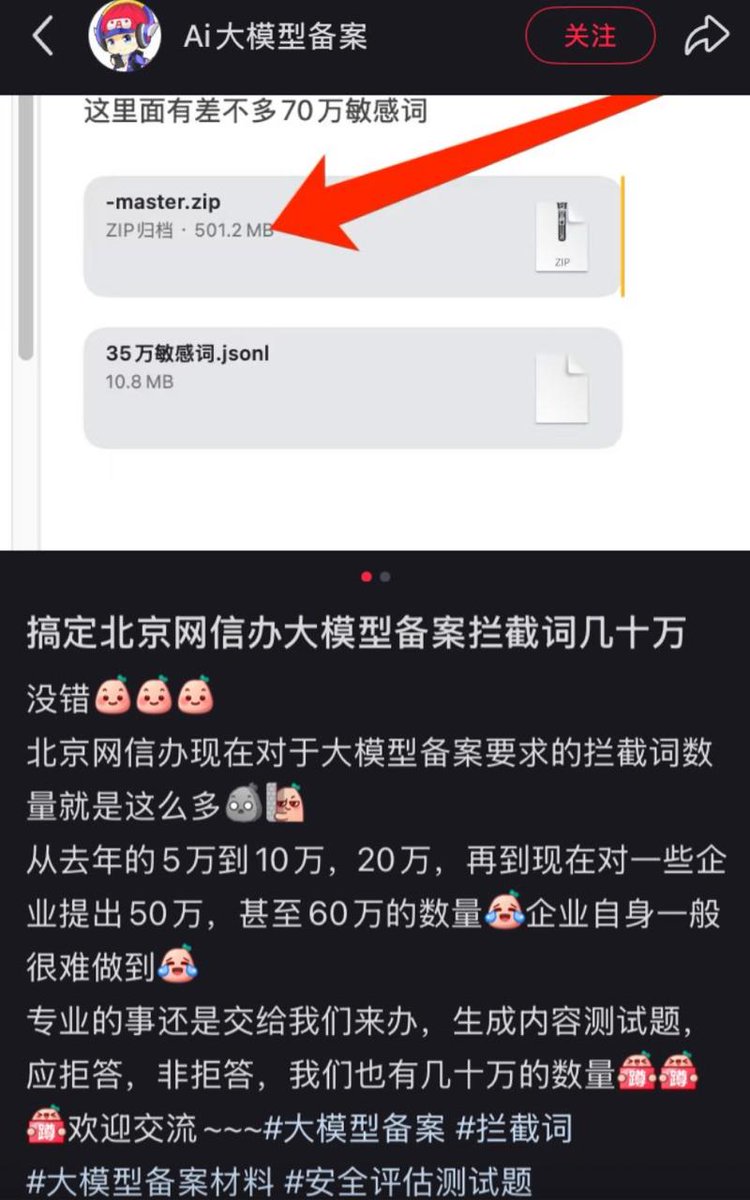 Ai大模型备案
关注
这里面有差不多70万敏感词
-master.zip
ZIP归档 · 501.2 MB
ZIP
35万敏感词.jsonl
10.8 MB
搞定北京网信办大模型备案拦截词几十万
没错
北京网信办现在对于大模型备案要求的拦截词数
量就是这么多
从去年的5万到10万，20万，再到现在对一些企
业提出50万，甚至60万的数量企业自身一般
很难做到
专业的事还是交给我们来办，生成内容测试题，
应拒答，非拒答，我们也有几十万的数量蹲蹲
蹲欢迎交流~~~#大模型备案 #拦截词
#大模型备案材料 #安全评估测试题